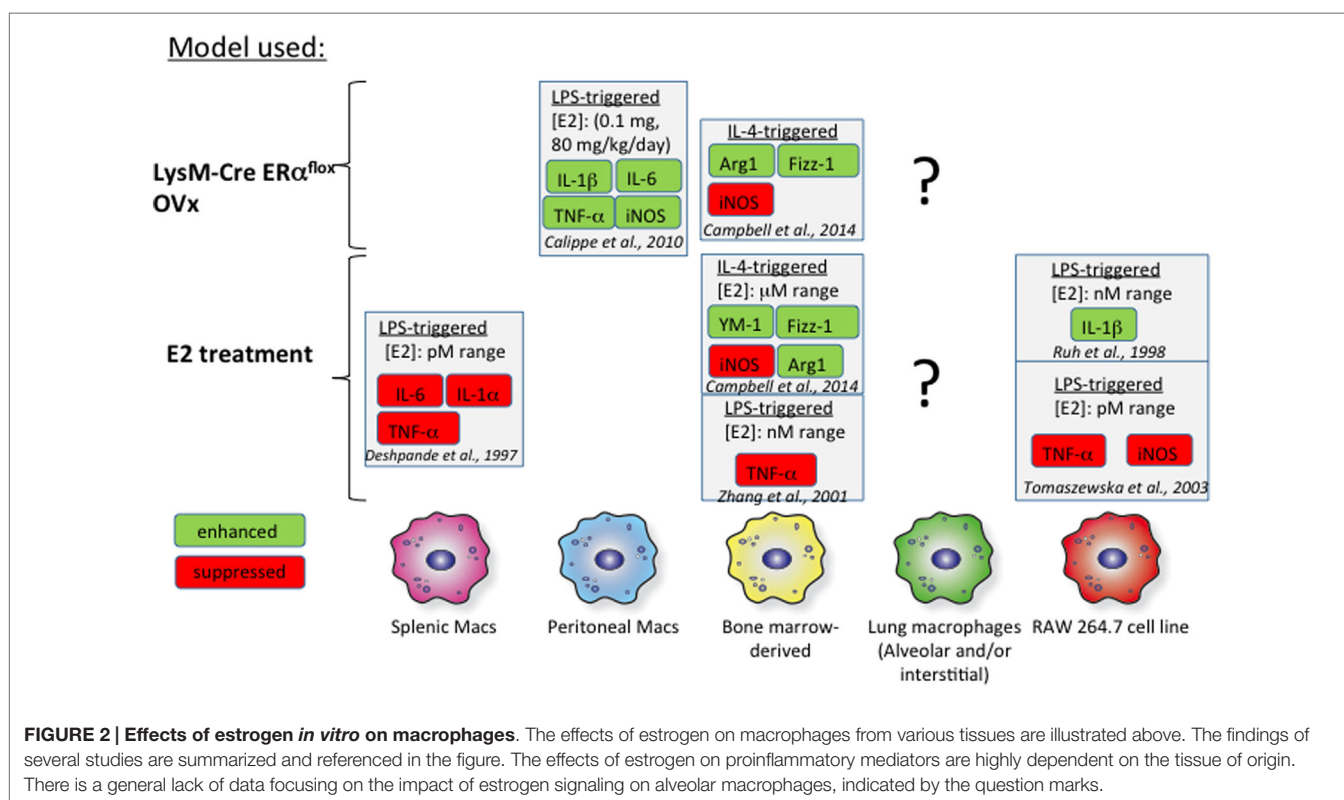 Model used:
LysM-Cre ERα^flox
OVx
LPS-triggered
[E2]: (0.1 mg,
80 mg/kg/day)
IL-1β IL-6
TNF-α iNOS
Calippe et al., 2010
IL-4-triggered
Arg1 Fizz-1
iNOS
Campbell et al., 2014
?
E2 treatment
LPS-triggered
[E2]: pM range
IL-6 IL-1α
TNF-α
Deshpande et al., 1997
IL-4-triggered
[E2]: μM range
YM-1 Fizz-1
iNOS Arg1
Campbell et al., 2014
LPS-triggered
[E2]: nM range
TNF-α
Zhang et al., 2001
?
LPS-triggered
[E2]: nM range
IL-1β
Ruh et al., 1998
LPS-triggered
[E2]: pM range
TNF-α iNOS
Tomaszewska et al., 2003
enhanced
suppressed
Splenic Macs
Peritoneal Macs
Bone marrow-
derived
Lung macrophages
(Alveolar and/or
interstitial)
RAW 264.7 cell line
FIGURE 2 | Effects of estrogen in vitro on macrophages. The effects of estrogen on macrophages from various tissues are illustrated above. The findings of
several studies are summarized and referenced in the figure. The effects of estrogen on proinflammatory mediators are highly dependent on the tissue of origin.
There is a general lack of data focusing on the impact of estrogen signaling on alveolar macrophages, indicated by the question marks.